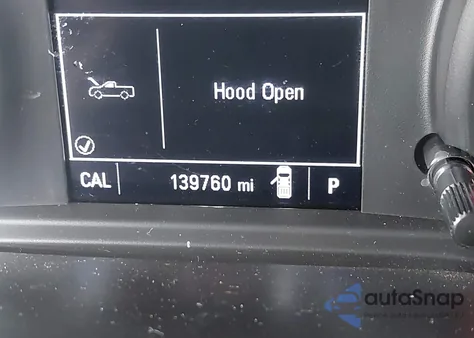 Hood Open
CAL 139760 mi P
autoSnap